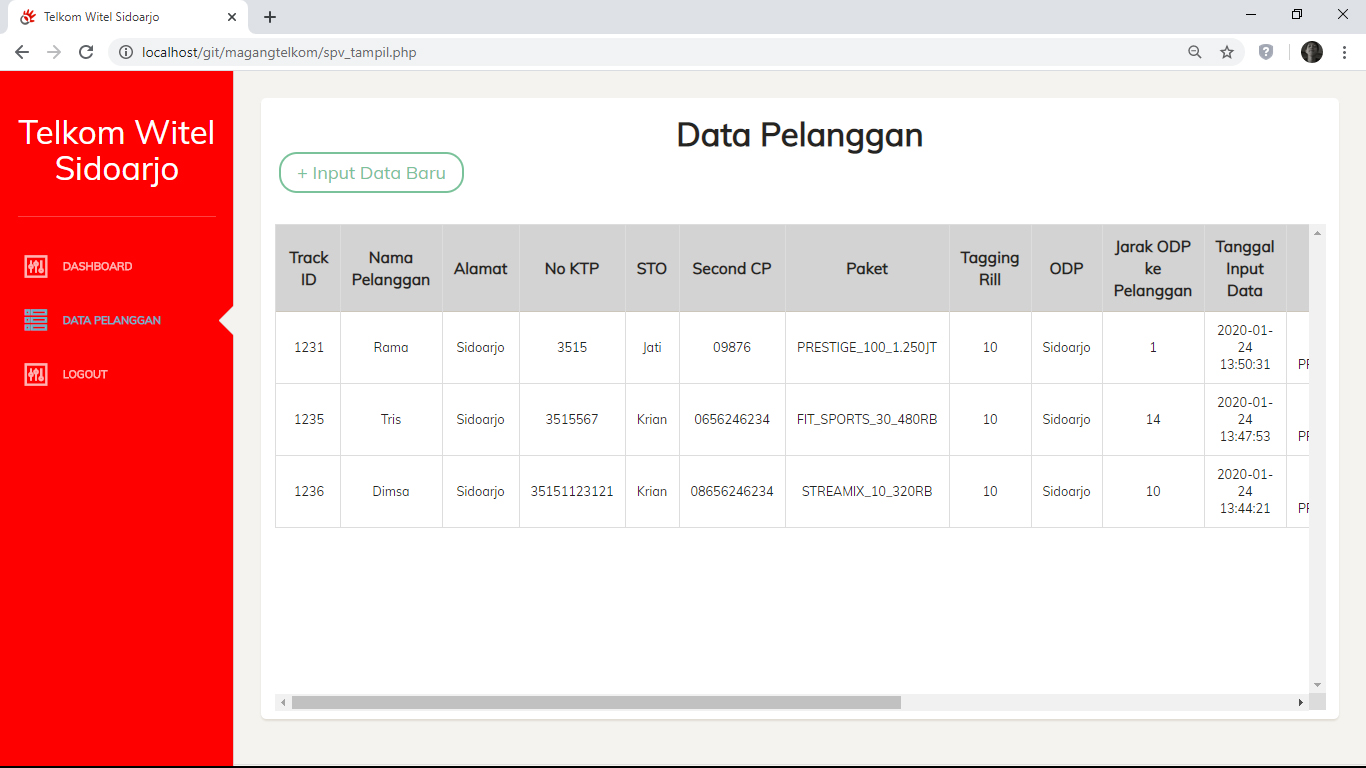 Telkom Witel Sidoarjo
localhost/git/magangtelkom/spv_tampil.php
Telkom Witel
Sidoarjo
DASHBOARD
DATA PELANGGAN
LOGOUT
Data Pelanggan
+ Input Data Baru
Track ID Nama Pelanggan Alamat No KTP STO Second CP Paket Tagging Rill ODP Jarak ODP ke Pelanggan Tanggal Input Data
1231 Rama Sidoarjo 3515 Jati 09876 PRESTIGE_100_1.250JT 10 Sidoarjo 1 2020-01-24 13:50:31
1235 Tris Sidoarjo 3515567 Krian 0656246234 FIT_SPORTS_30_480RB 10 Sidoarjo 14 2020-01-24 13:47:53
1236 Dimsa Sidoarjo 35151123121 Krian 08656246234 STREAMIX_10_320RB 10 Sidoarjo 10 2020-01-24 13:44:21